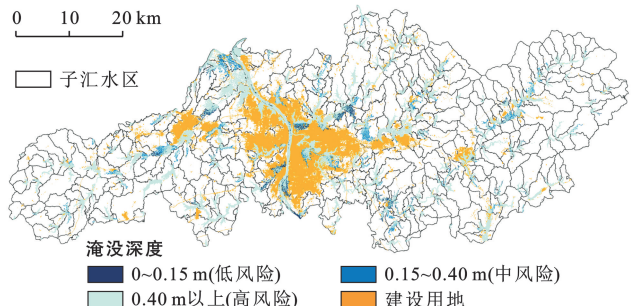 0 10 20 km
子汇水区
淹没深度
0~0.15 m(低风险) 0.15~0.40 m(中风险)
0.40 m以上(高风险) 建设用地